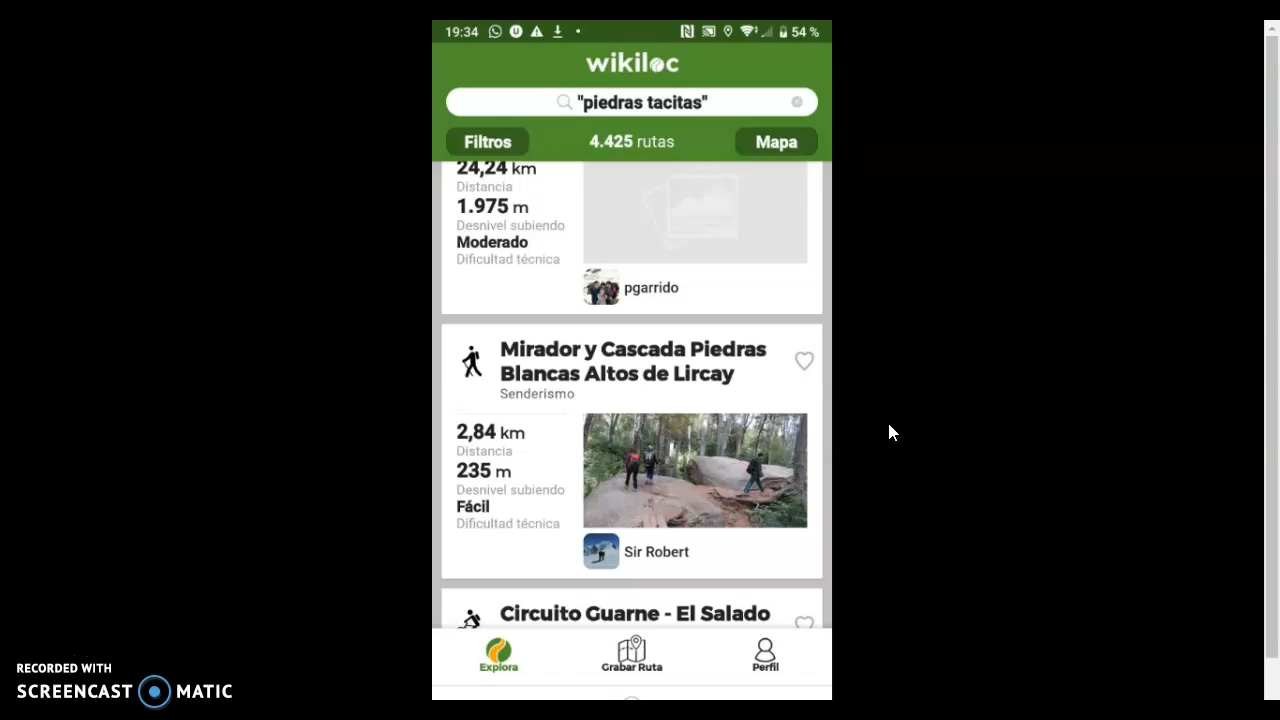 19:34 54 %
wikiloc
"piedras tacitas"
Filtros 4.425 rutas Mapa
24,24 km
Distancia
1.975 m
Desnivel subiendo
Moderado
Dificultad técnica
pgarrido
Mirador y Cascada Piedras
Blancas Altos de Lircay
Senderismo
2,84 km
Distancia
235 m
Desnivel subiendo
Fácil
Dificultad técnica
Sir Robert
Circuito Guarne - El Salado
Explora Grabar Ruta Perfil
RECORDED WITH
SCREENCAST MATIC